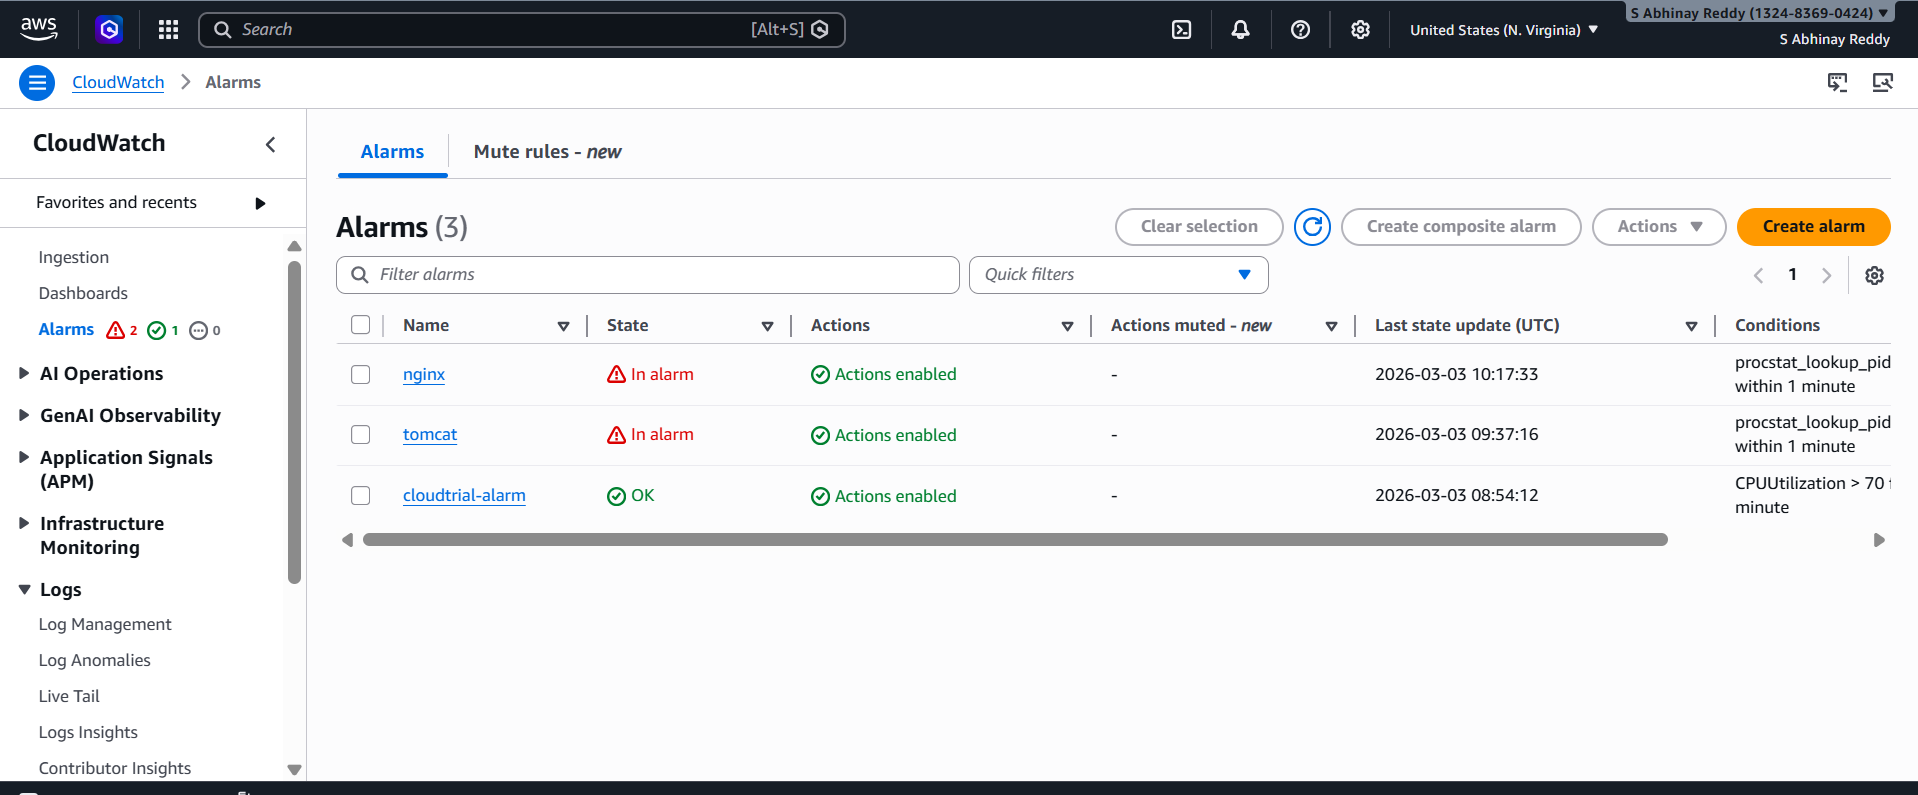 aws
Search
[Alt+S]
United States (N. Virginia)
S Abhinay Reddy (1324-8369-0424)
S Abhinay Reddy
CloudWatch
Alarms
CloudWatch
Favorites and recents
Ingestion
Dashboards
Alarms 2 1 0
AI Operations
GenAI Observability
Application Signals
(APM)
Infrastructure
Monitoring
Logs
Log Management
Log Anomalies
Live Tail
Logs Insights
Contributor Insights
Alarms
Mute rules - new
Alarms (3)
Clear selection
Create composite alarm
Actions
Create alarm
Filter alarms
Quick filters
1
Name State Actions Actions muted - new Last state update (UTC) Conditions
nginx In alarm Actions enabled - 2026-03-03 10:17:33 procstat_lookup_pid
within 1 minute
tomcat In alarm Actions enabled - 2026-03-03 09:37:16 procstat_lookup_pid
within 1 minute
cloudtrial-alarm OK Actions enabled - 2026-03-03 08:54:12 CPUUtilization > 70
minute